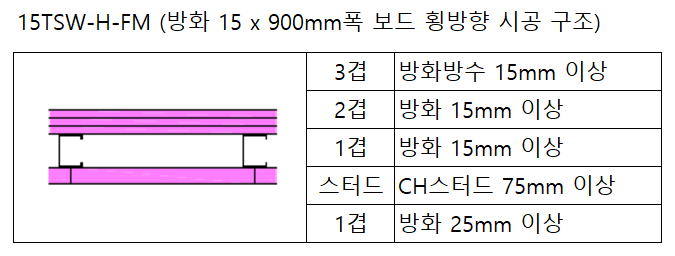 15TSW-H-FM (방화 15 x 900mm폭 보드 횡방향 시공 구조)
3겹 방화방수 15mm 이상
2겹 방화 15mm 이상
1겹 방화 15mm 이상
스터드 CH스터드 75mm 이상
1겹 방화 25mm 이상